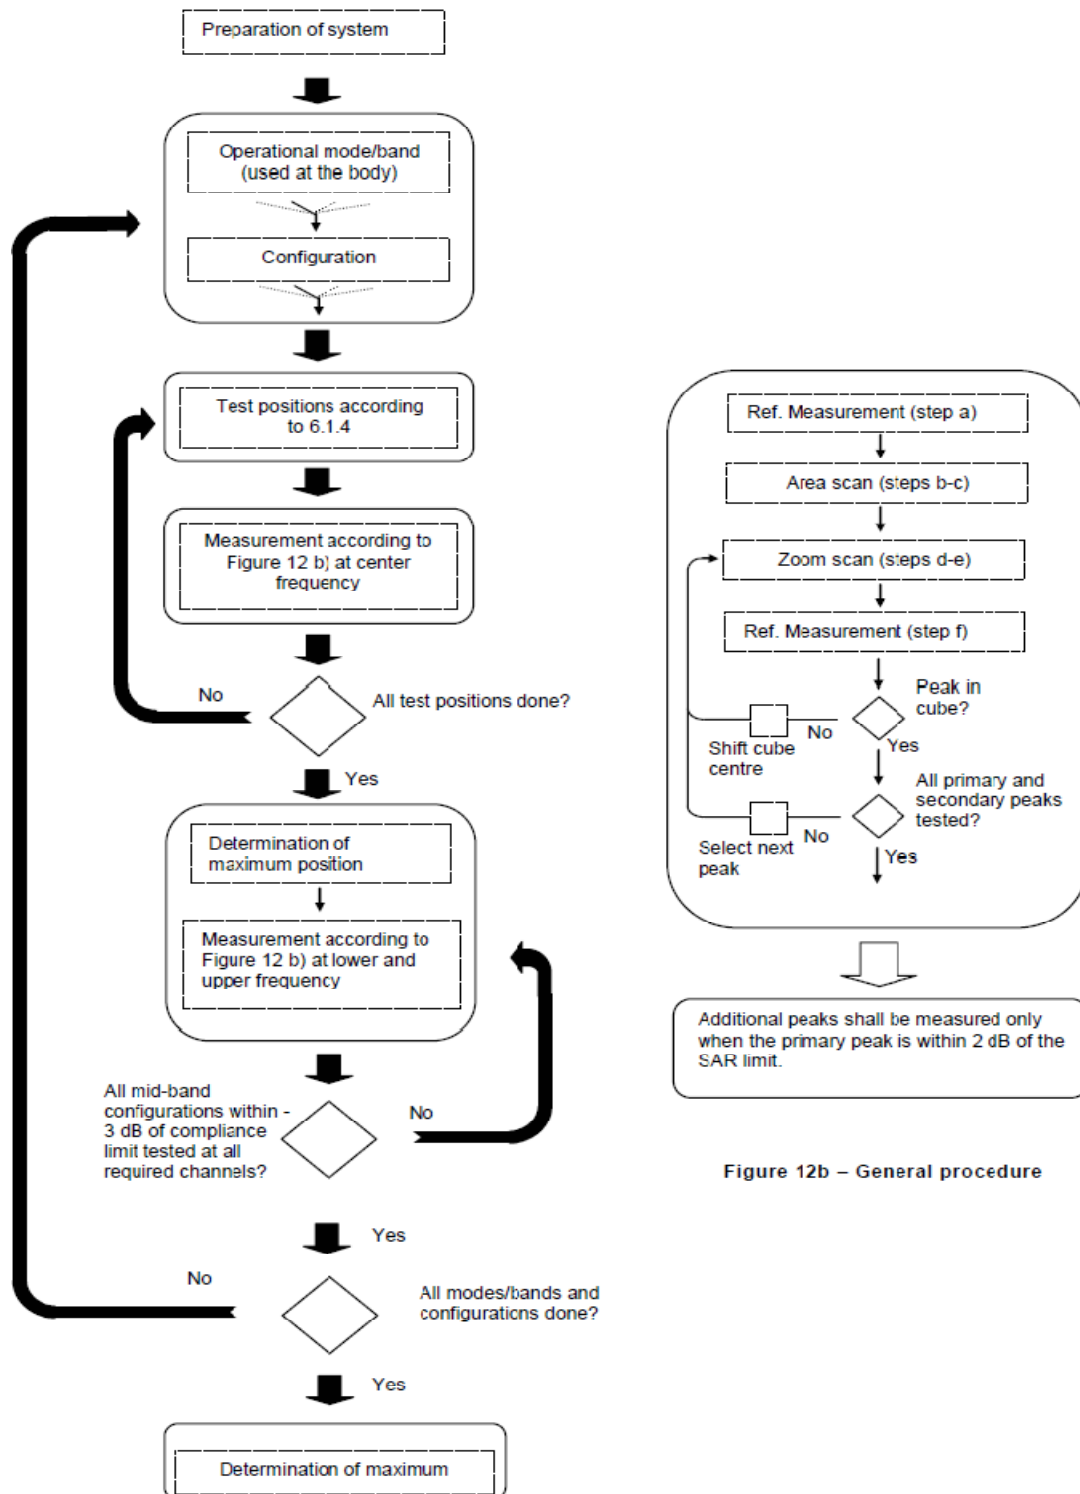 Preparation of system
Operational mode/band
(used at the body)
Configuration
Test positions according
to 6.1.4
Measurement according to
Figure 12 b) at center
frequency
No
All test positions done?
Yes
Determination of
maximum position
Measurement according to
Figure 12 b) at lower and
upper frequency
All mid-band
configurations within -
3 dB of compliance
limit tested at all
required channels?
No
Yes
No
All modes/bands and
configurations done?
Yes
Determination of maximum
Ref. Measurement (step a)
Area scan (steps b-c)
Zoom scan (steps d-e)
Ref. Measurement (step f)
Peak in
cube?
No
Shift cube
centre
Yes
All primary and
secondary peaks
tested?
No
Select next
peak
Yes
Additional peaks shall be measured only
when the primary peak is within 2 dB of the
SAR limit.
Figure 12b – General procedure